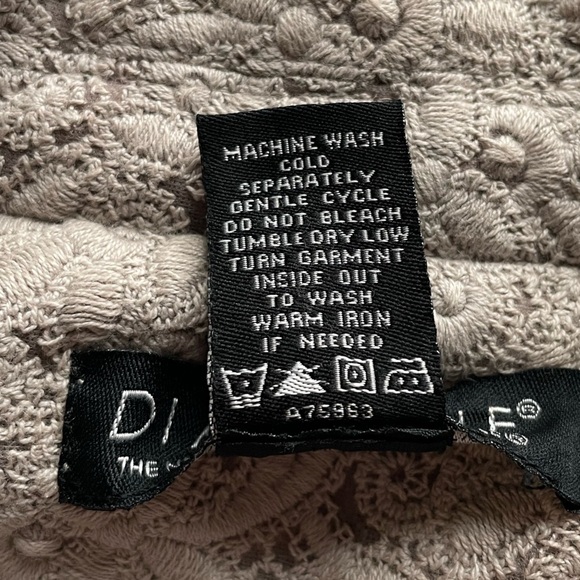 MACHINE WASH
COLD
SEPARATELY
GENTLE CYCLE
DO NOT BLEACH
TUMBLE DRY LOW
TURN GARMENT
INSIDE OUT
TO WASH
WARM IRON
IF NEEDED
A75963
THE